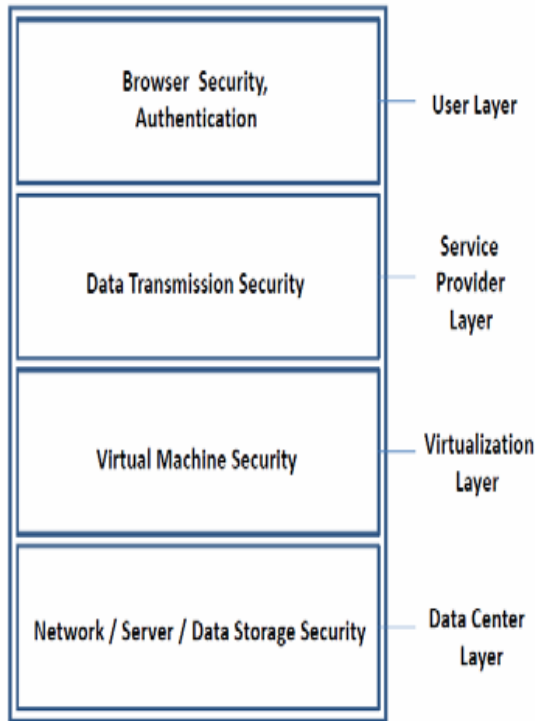 Browser Security,
Authentication
User Layer
Data Transmission Security
Service
Provider
Layer
Virtual Machine Security
Virtualization
Layer
Network / Server / Data Storage Security
Data Center
Layer